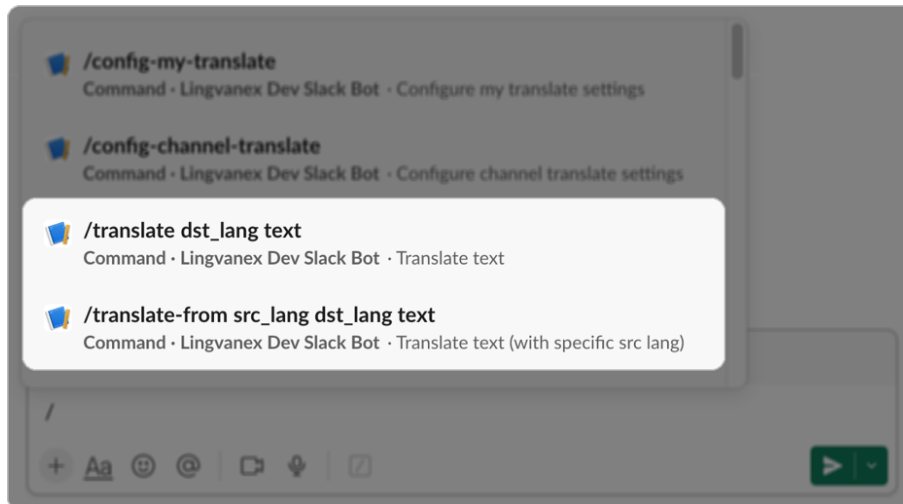 /config-my-translate
Command · Lingvanex Dev Slack Bot · Configure my translate settings
/config-channel-translate
Command · Lingvanex Dev Slack Bot · Configure channel translate settings
/translate dst_lang text
Command · Lingvanex Dev Slack Bot · Translate text
/translate-from src_lang dst_lang text
Command · Lingvanex Dev Slack Bot · Translate text (with specific src lang)
/
Aa